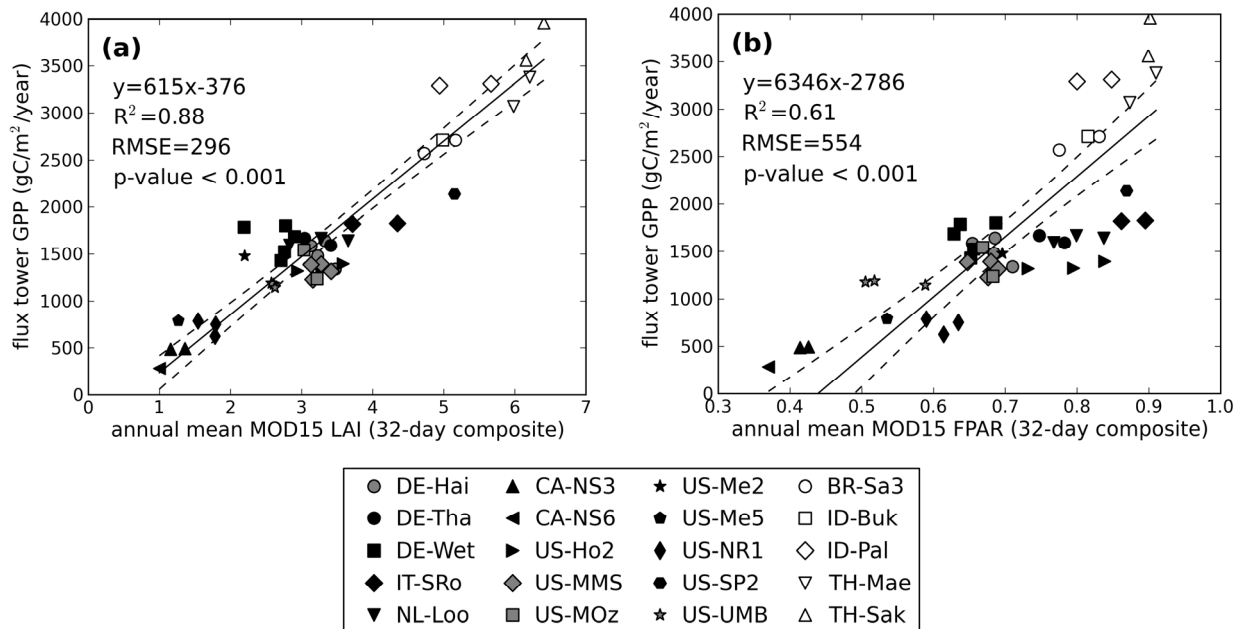 (a)
y=615x-376
R²=0.88
RMSE=296
p-value < 0.001
flux tower GPP (gC/m²/year)
4000
3500
3000
2500
2000
1500
1000
500
0
0 1 2 3 4 5 6 7
annual mean MOD15 LAI (32-day composite)
(b)
y=6346x-2786
R²=0.61
RMSE=554
p-value < 0.001
flux tower GPP (gC/m²/year)
4000
3500
3000
2500
2000
1500
1000
500
0
0.3 0.4 0.5 0.6 0.7 0.8 0.9 1.0
annual mean MOD15 FPAR (32-day composite)
DE-Hai CA-NS3 US-Me2 BR-Sa3
DE-Tha CA-NS6 US-Me5 ID-Buk
DE-Wet US-Ho2 US-NR1 ID-Pal
IT-SRo US-MMS US-SP2 TH-Mae
NL-Loo US-MOz US-UMB TH-Sak